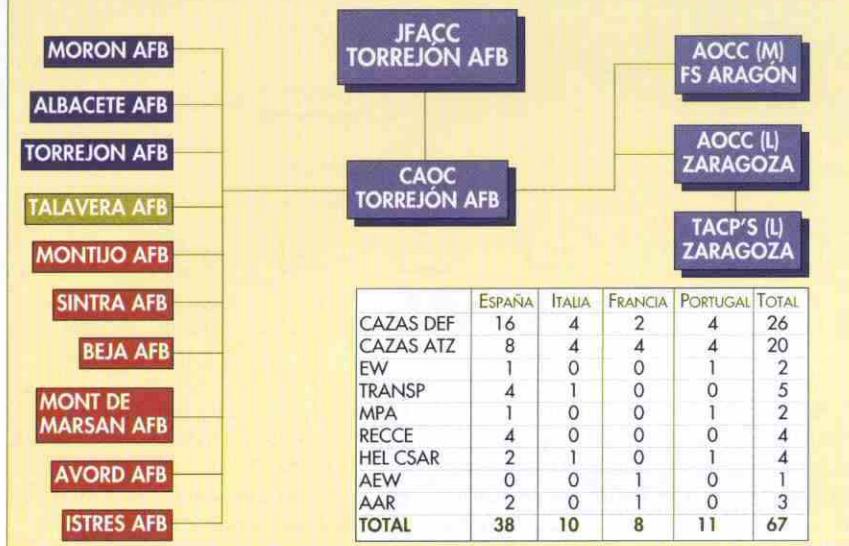 JFACC
TORREJÓN AFB
CAOC
TORREJÓN AFB
MORON AFB
ALBACETE AFB
TORREJON AFB
TALAVERA AFB
MONTIJO AFB
SINTRA AFB
BEJA AFB
MONT DE
MARSAN AFB
AVORD AFB
ISTRES AFB
AOCC (M)
FS ARAGÓN
AOCC (L)
ZARAGOZA
TACP'S (L)
ZARAGOZA
ESPAÑA ITALIA FRANCIA PORTUGAL TOTAL
CAZAS DEF 16 4 2 4 26
CAZAS ATZ 8 4 4 4 20
EW 1 0 0 1 2
TRANSP 4 1 0 0 5
MPA 1 0 0 1 2
RECCE 4 0 0 0 4
HEL CSAR 2 1 0 1 4
AEW 0 0 1 0 1
AAR 2 0 1 0 3
TOTAL 38 10 8 11 67